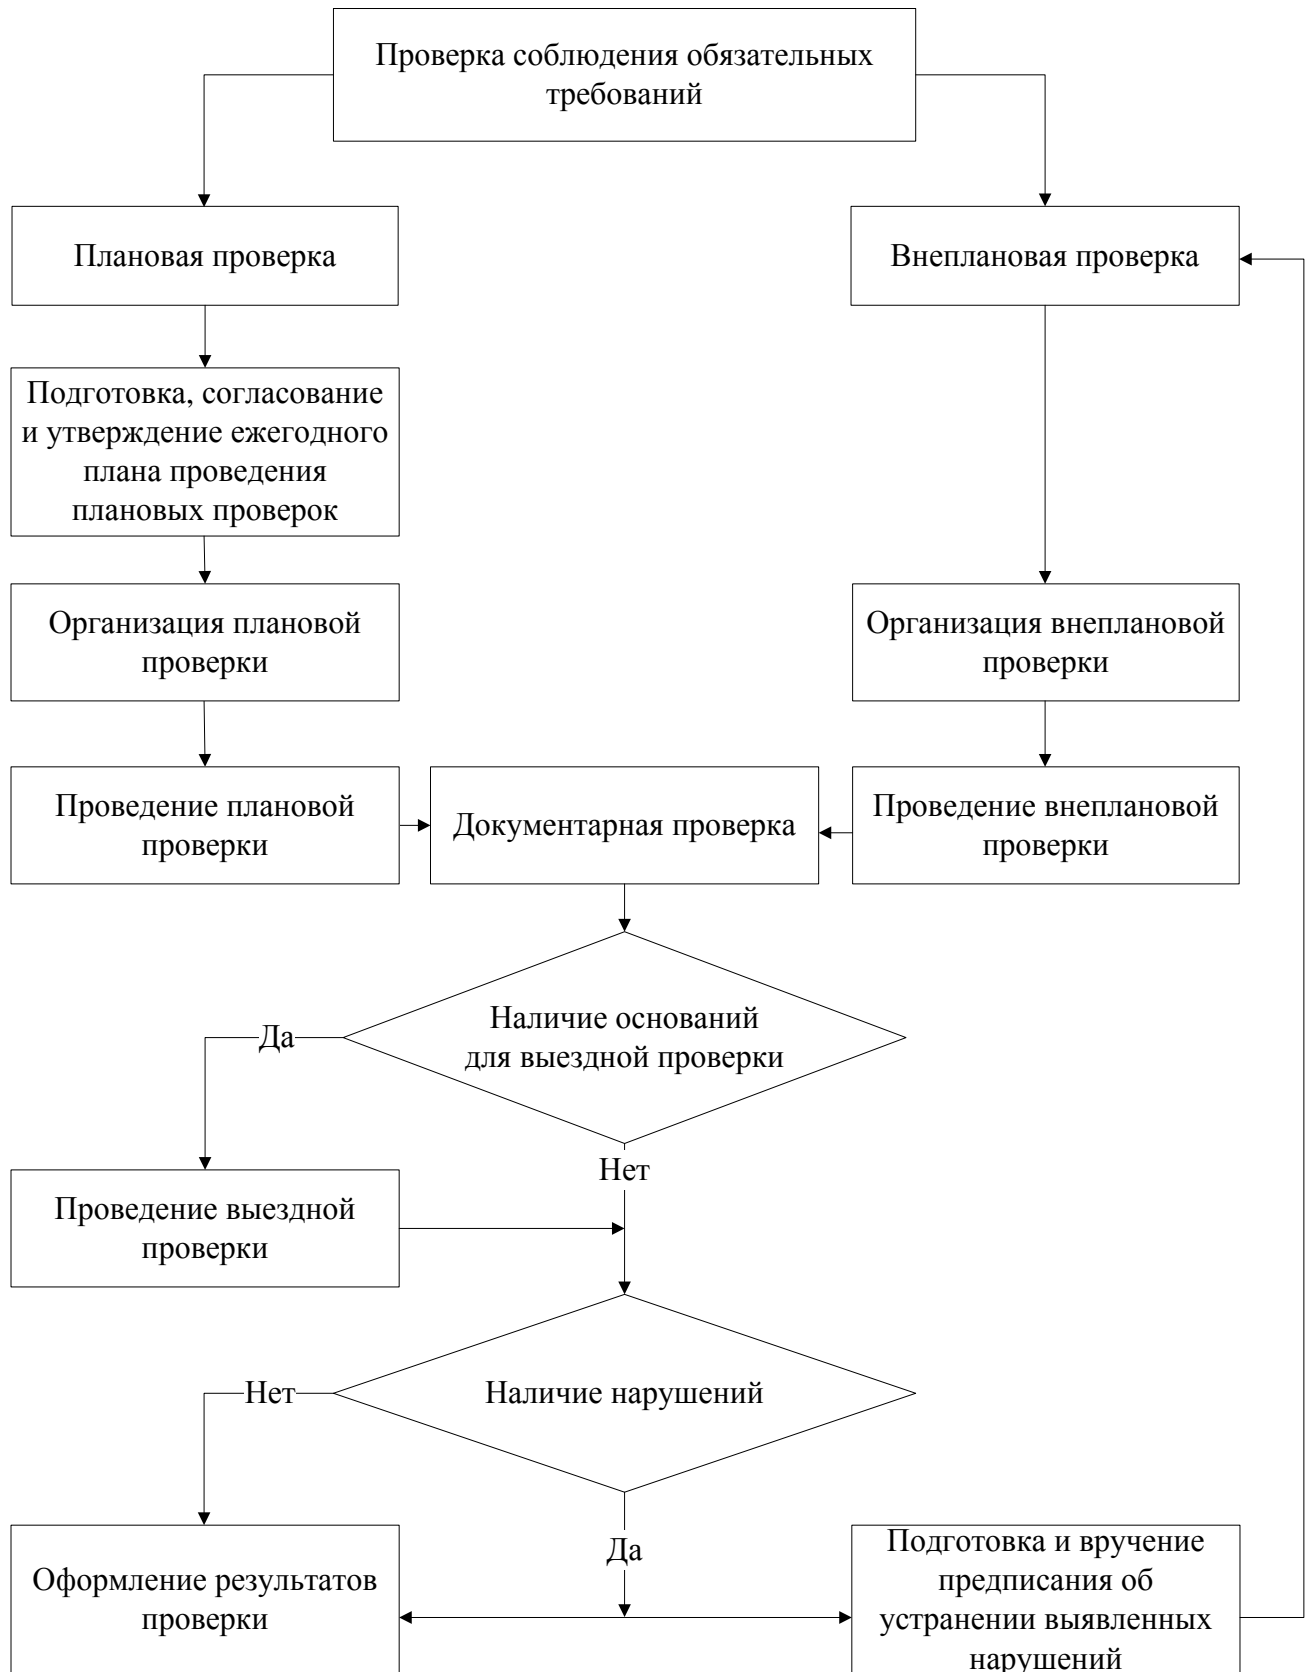 Проверка соблюдения обязательных
требований
Плановая проверка
Внеплановая проверка
Подготовка, согласование
и утверждение ежегодного
плана проведения
плановых проверок
Организация плановой
проверки
Организация внеплановой
проверки
Проведение плановой
проверки
Документарная проверка
Проведение внеплановой
проверки
Наличие оснований
для выездной проверки
Да
Нет
Проведение выездной
проверки
Наличие нарушений
Нет
Да
Оформление результатов
проверки
Подготовка и вручение
предписания об
устранении выявленных
нарушений